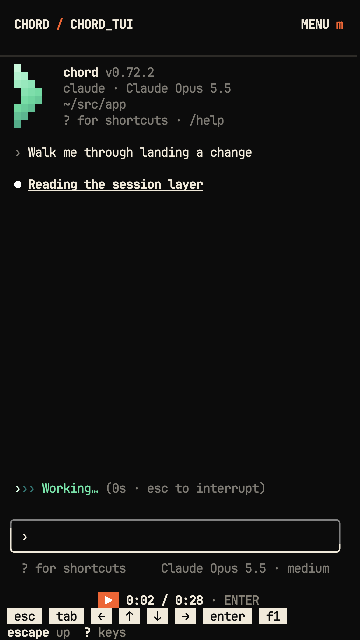 CHORD / CHORD_TUI MENU m
chord v0.72.2
claude · Claude Opus 5.5
~/src/app
? for shortcuts · /help
› Walk me through landing a change
● Reading the session layer
››› Working… (0s · esc to interrupt)
›
? for shortcuts Claude Opus 5.5 · medium
▶ 0:02 / 0:28 · ENTER
esc tab ← ↑ ↓ → enter f1
escape up ? keys